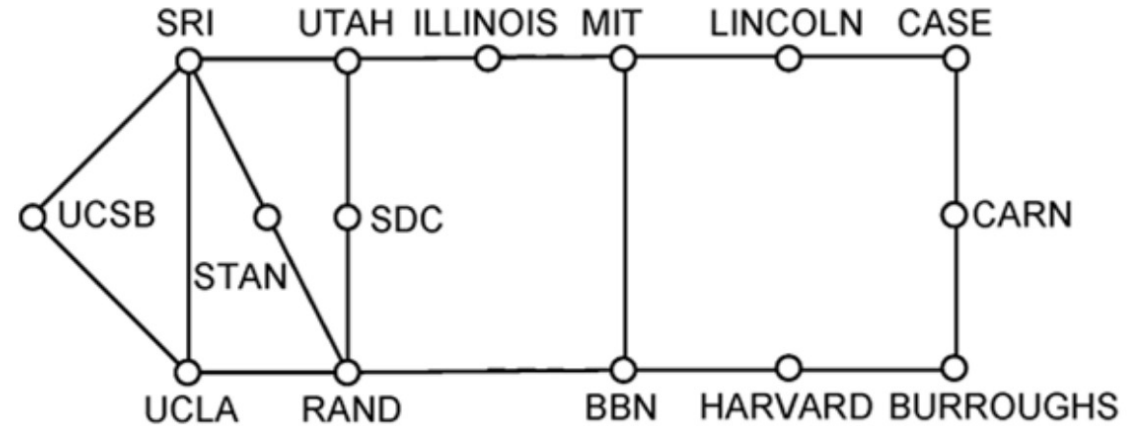 SRI UTAH ILLINOIS MIT LINCOLN CASE
UCSB SDC CARN
STAN
UCLA RAND BBN HARVARD BURROUGHS